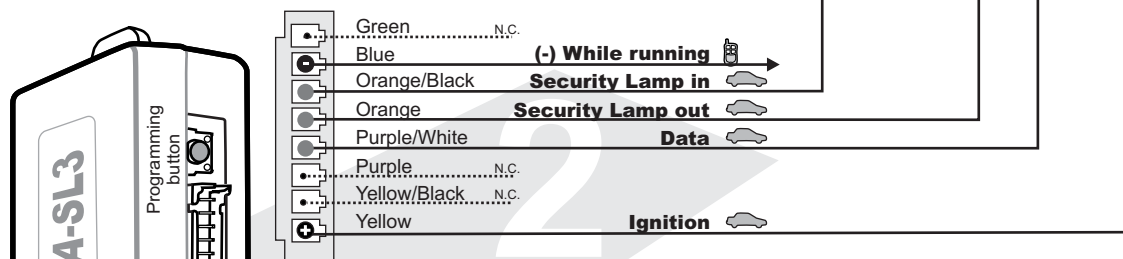 Green N.C.
Blue (-) While running
Orange/Black Security Lamp in
Orange Security Lamp out
Purple/White Data
Purple N.C.
Yellow/Black N.C.
Yellow Ignition
Programming
button
A-SL3
2